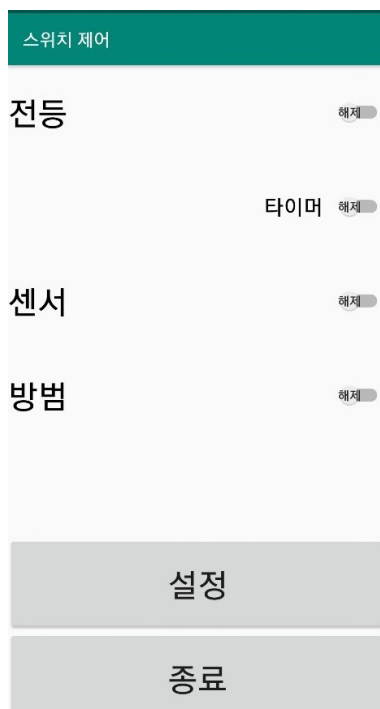 스위치 제어
전등 해제
타이머 해제
센서 해제
방범 해제
설정
종료